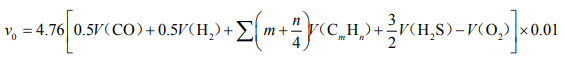 v₀ = 4.76[0.5V(CO) + 0.5V(H₂) + ∑(m + n/4)V(CₘHₙ) + 3/2 V(H₂S) − V(O₂)] × 0.01